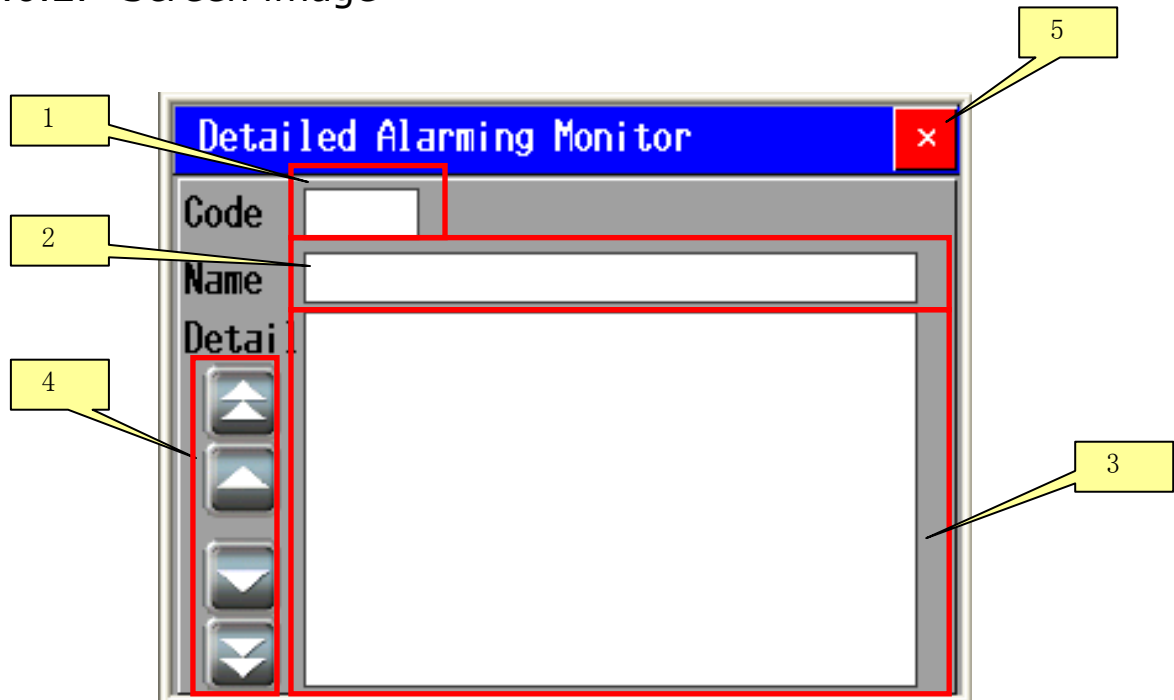 Screen Image
5
1
Detailed Alarming Monitor
×
Code
2
Name
Detail
4
3